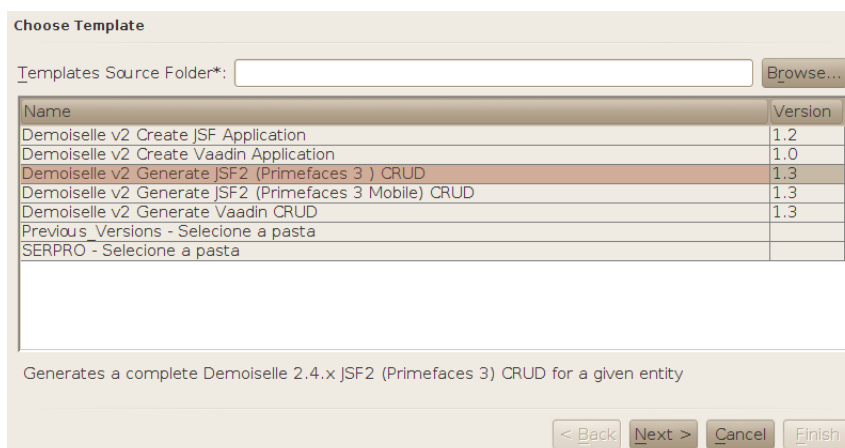 Choose Template
Templates Source Folder*: Browse...
Name Version
Demoiselle v2 Create JSF Application 1.2
Demoiselle v2 Create Vaadin Application 1.0
Demoiselle v2 Generate JSF2 (Primefaces 3 ) CRUD 1.3
Demoiselle v2 Generate JSF2 (Primefaces 3 Mobile) CRUD 1.3
Demoiselle v2 Generate Vaadin CRUD 1.3
Previous_Versions - Selecione a pasta
SERPRO - Selecione a pasta
Generates a complete Demoiselle 2.4.x JSF2 (Primefaces 3) CRUD for a given entity
< Back Next > Cancel Finish